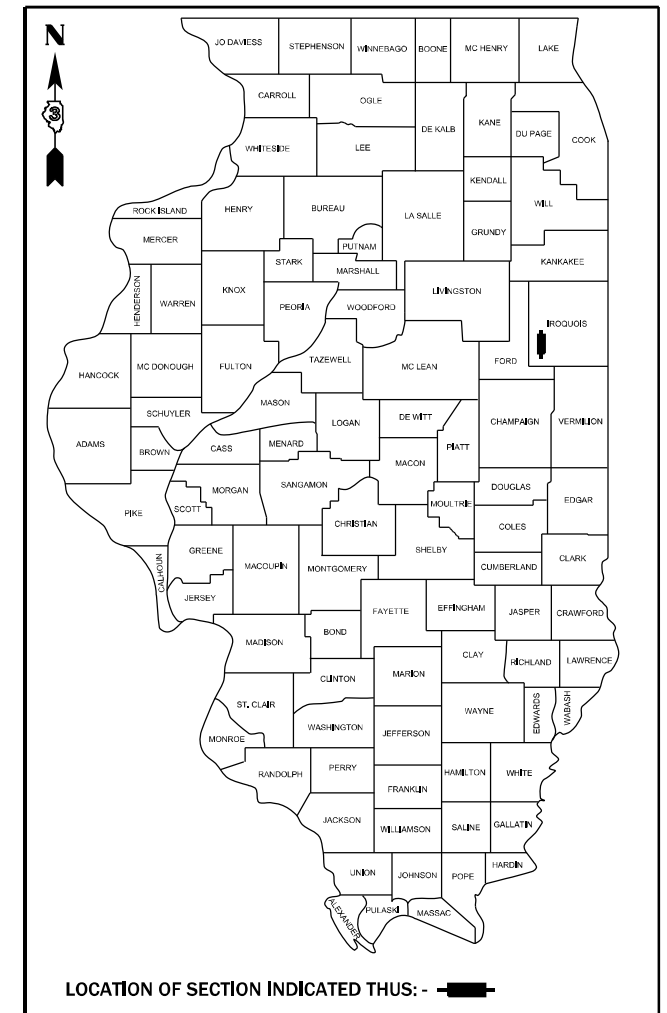 N
3
JO DAVIESS STEPHENSON WINNEBAGO BOONE MC HENRY LAKE
CARROLL OGLE DE KALB KANE DU PAGE COOK
WHITESIDE LEE KENDALL
ROCK ISLAND HENRY BUREAU LA SALLE GRUNDY WILL
MERCER PUTNAM KANKAKEE
HENDERSON WARREN KNOX STARK MARSHALL LIVINGSTON
PEORIA WOODFORD IROQUOIS
HANCOCK MC DONOUGH FULTON TAZEWELL MC LEAN FORD
SCHUYLER MASON LOGAN DE WITT CHAMPAIGN VERMILION
ADAMS BROWN CASS MENARD MACON PIATT
PIKE SCOTT MORGAN SANGAMON CHRISTIAN MOULTRIE DOUGLAS EDGAR
COLES
CALHOUN GREENE MACOUPIN MONTGOMERY SHELBY CUMBERLAND CLARK
JERSEY FAYETTE EFFINGHAM JASPER CRAWFORD
MADISON BOND CLAY RICHLAND LAWRENCE
CLINTON MARION
ST. CLAIR WASHINGTON WAYNE EDWARDS WABASH
MONROE JEFFERSON
RANDOLPH PERRY HAMILTON WHITE
FRANKLIN
JACKSON WILLIAMSON SALINE GALLATIN
UNION JOHNSON POPE HARDIN
ALEXANDER PULASKI MASSAC
LOCATION OF SECTION INDICATED THUS: -